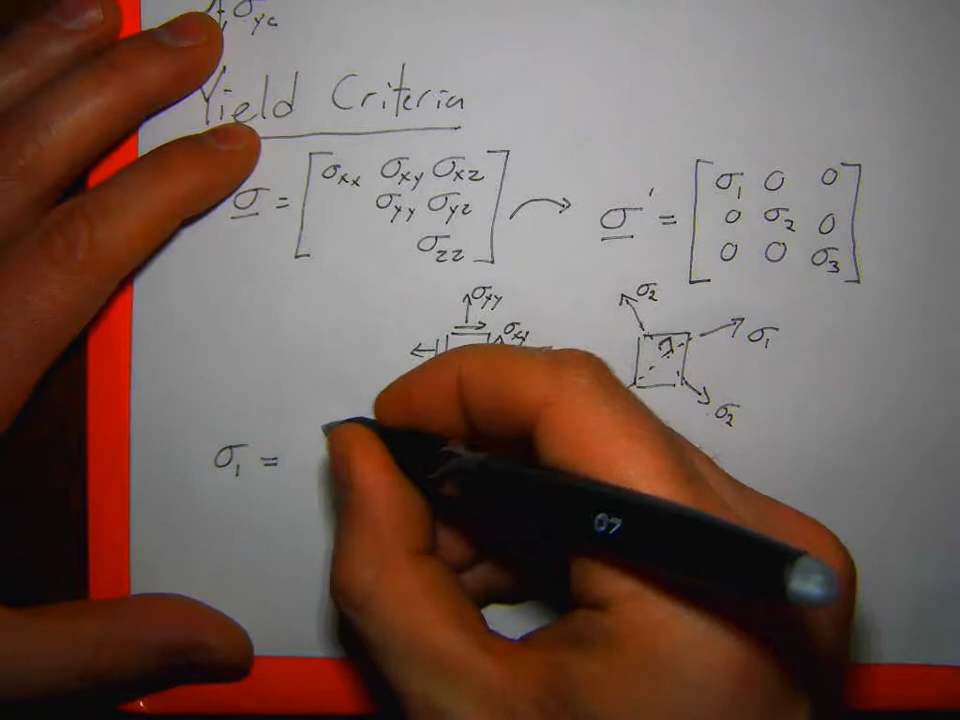 σyc
Yield Criteria
σ = [ σxx σxy σxz
σyy σyz
σzz ]
σ' = [ σ1 0 0
0 σ2 0
0 0 σ3 ]
σyy
σxy
σ2
σ1
σ2
σ1 =
07